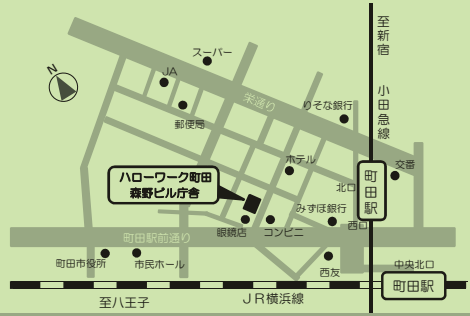 至新宿
小田急線
スーパー
N
JA
栄通り
りそな銀行
郵便局
ホテル
交番
ハローワーク町田
森野ビル庁舎
北口
町田駅
みずほ銀行
西口
眼鏡店
コンビニ
町田駅前通り
町田市役所
市民ホール
西友
中央北口
町田駅
至八王子
JR横浜線